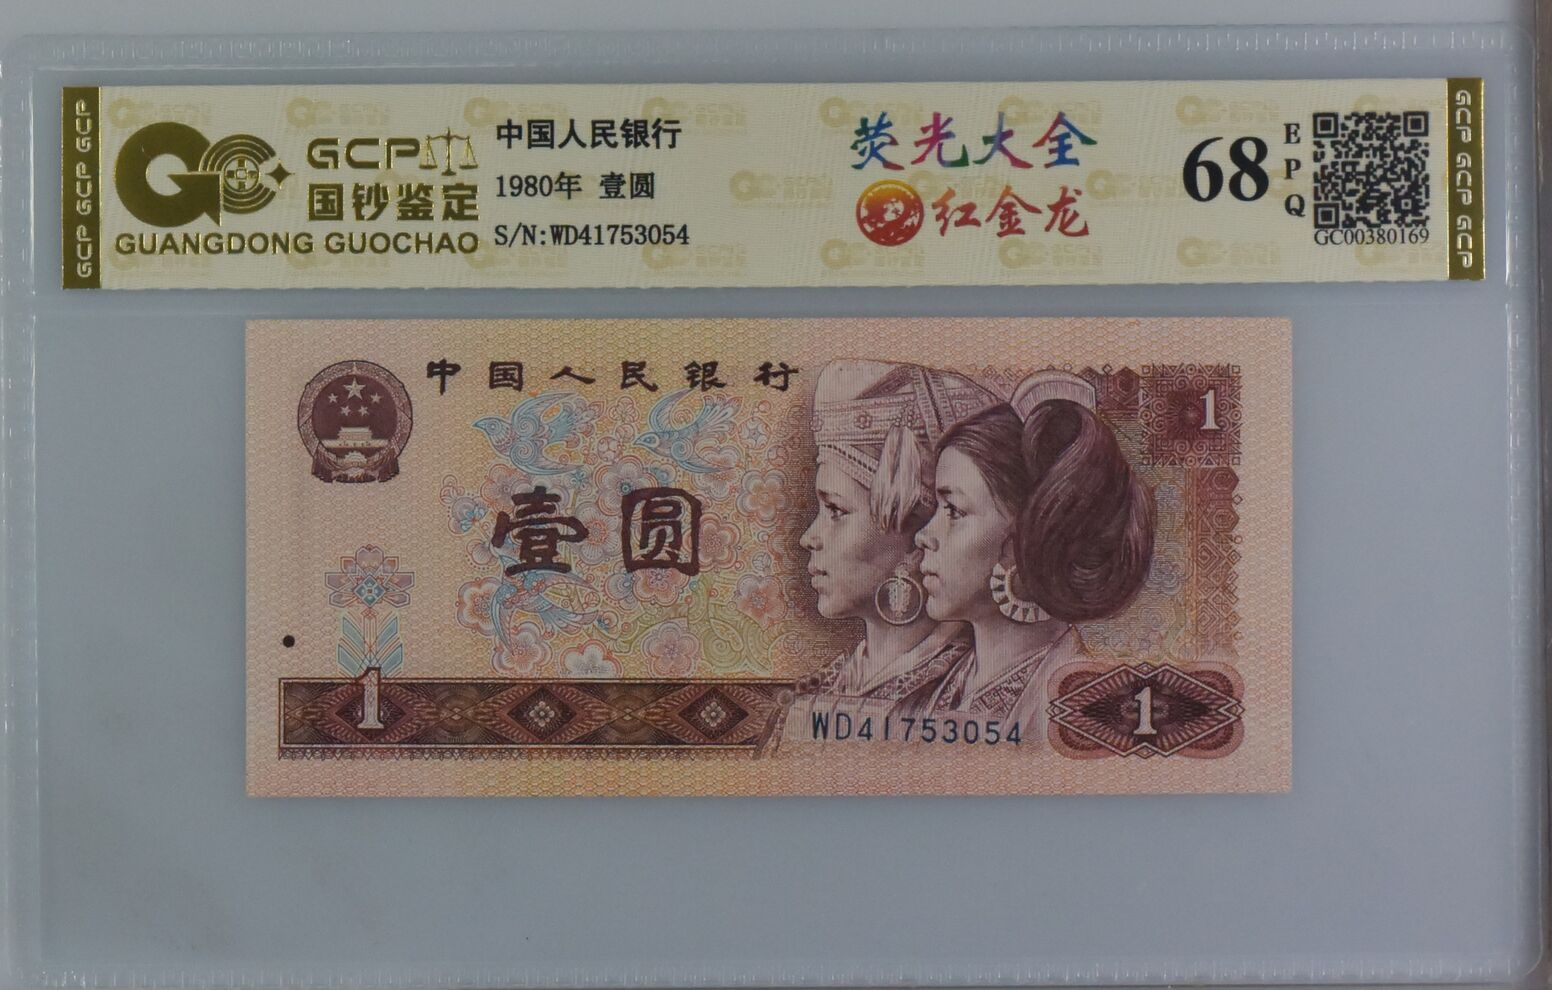 GCP GCP GCP
GCP
国钞鉴定
GUANGDONG GUOCHAO
中国人民银行
1980年 壹圆
S/N:WD41753054
荧光大全
红金龙
68
EPQ
GC00380169
GCP GCP GCP
中国人民银行
1
壹圆
1
WD41753054
1